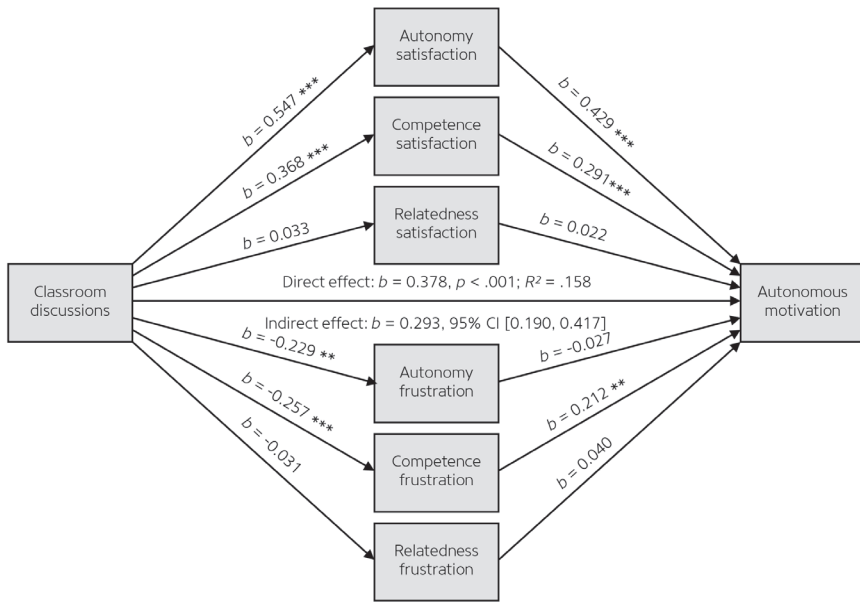 Autonomy
satisfaction
b = 0.547 ***
b = 0.429 ***
Competence
satisfaction
b = 0.368 ***
b = 0.291***
Relatedness
satisfaction
b = 0.033
b = 0.022
Classroom
discussions
Direct effect: b = 0.378, p < .001; R² = .158
Autonomous
motivation
Indirect effect: b = 0.293, 95% CI [0.190, 0.417]
b = -0.229 **
b = -0.027
Autonomy
frustration
b = -0.257 ***
b = 0.212 **
Competence
frustration
b = -0.031
b = 0.040
Relatedness
frustration